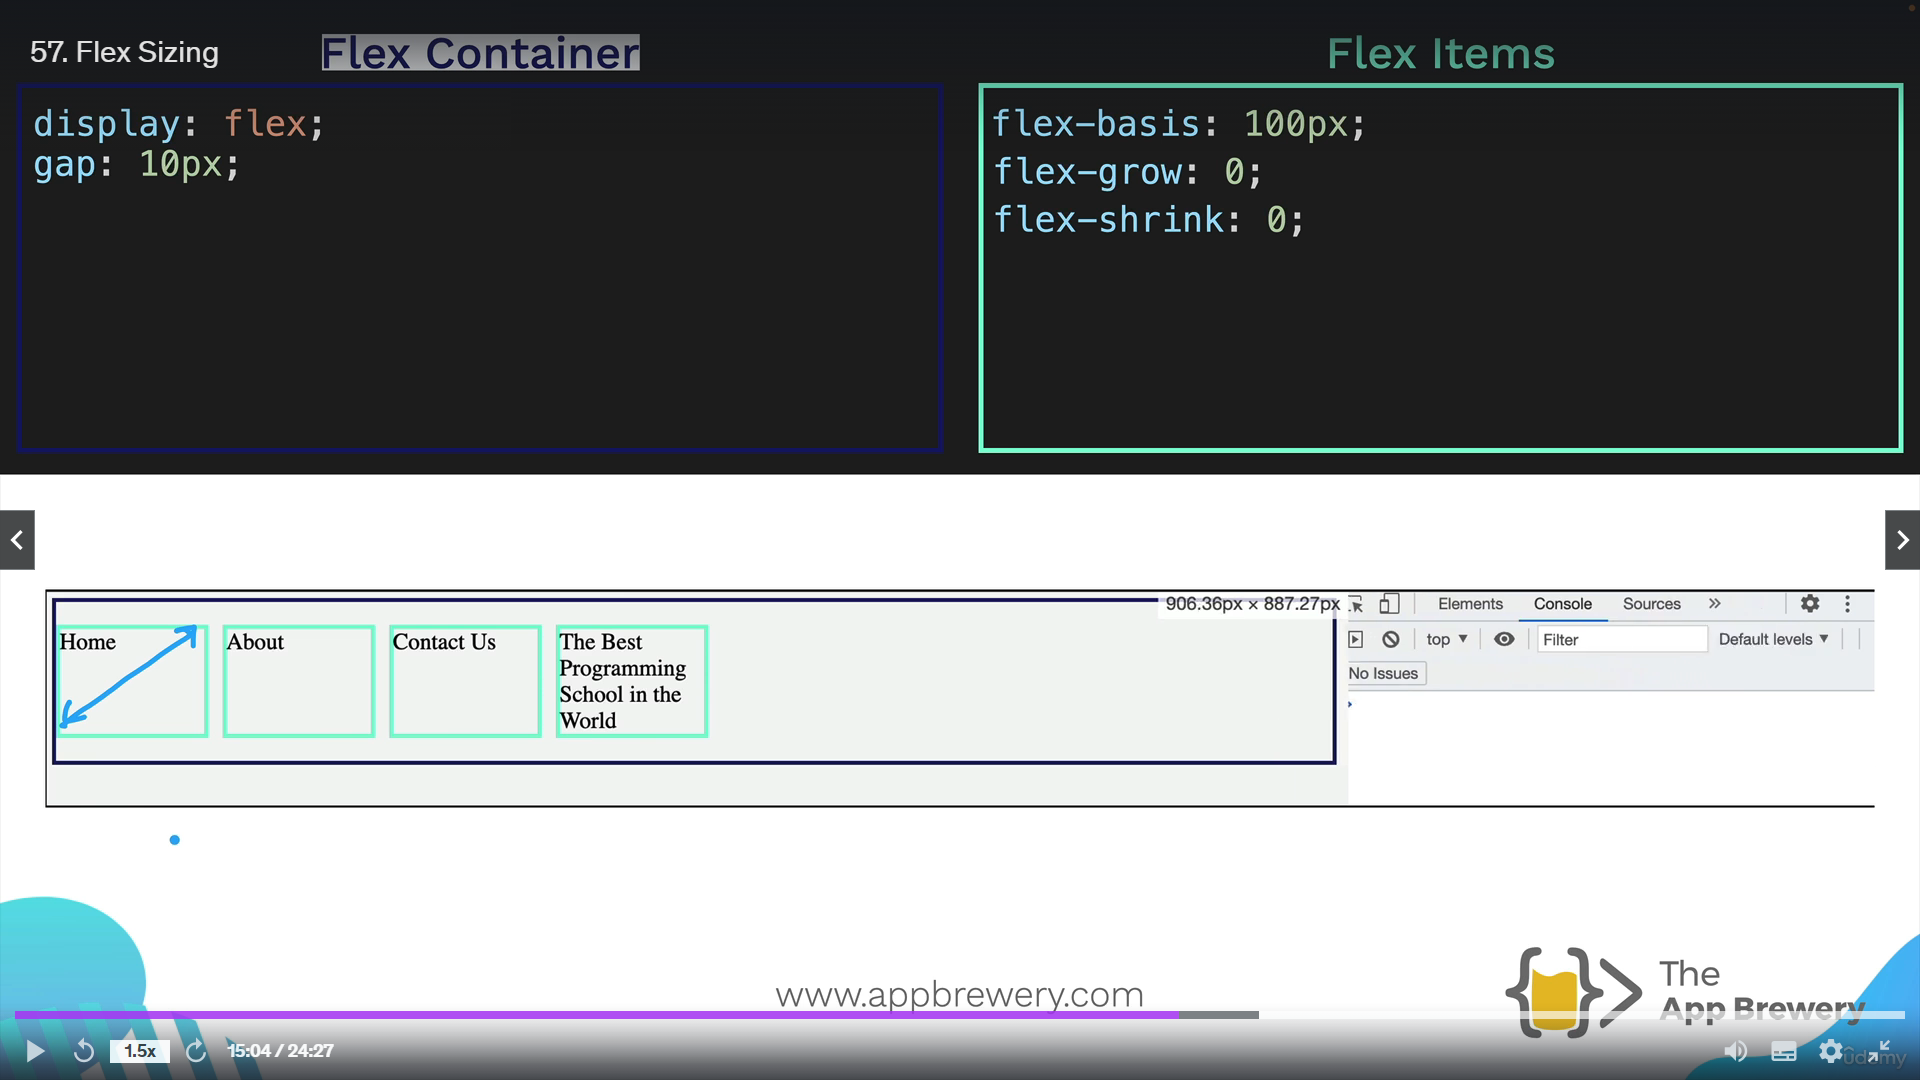 57. Flex Sizing
Flex Container
Flex Items
display: flex;
gap: 10px;
flex-basis: 100px;
flex-grow: 0;
flex-shrink: 0;
906.36px × 887.27px
Elements
Console
Sources
»
top
Filter
Default levels
No Issues
Home
About
Contact Us
The Best
Programming
School in the
World
www.appbrewery.com
The
App Brewery
1.5x
15:04 / 24:27
ûdemy